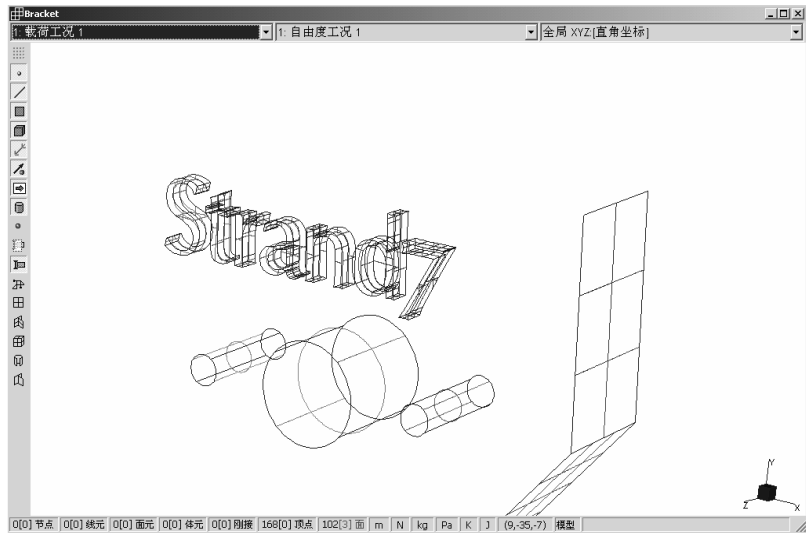 Bracket
1: 载荷工况 1 1: 自由度工况 1 全局 XYZ[直角坐标]
Strand7
Y
Z X
0[0] 节点 0[0] 线元 0[0] 面元 0[0] 体元 0[0] 刚接 168[0] 顶点 102[3] 面 m N kg Pa K J (9,-35,-7) 模型